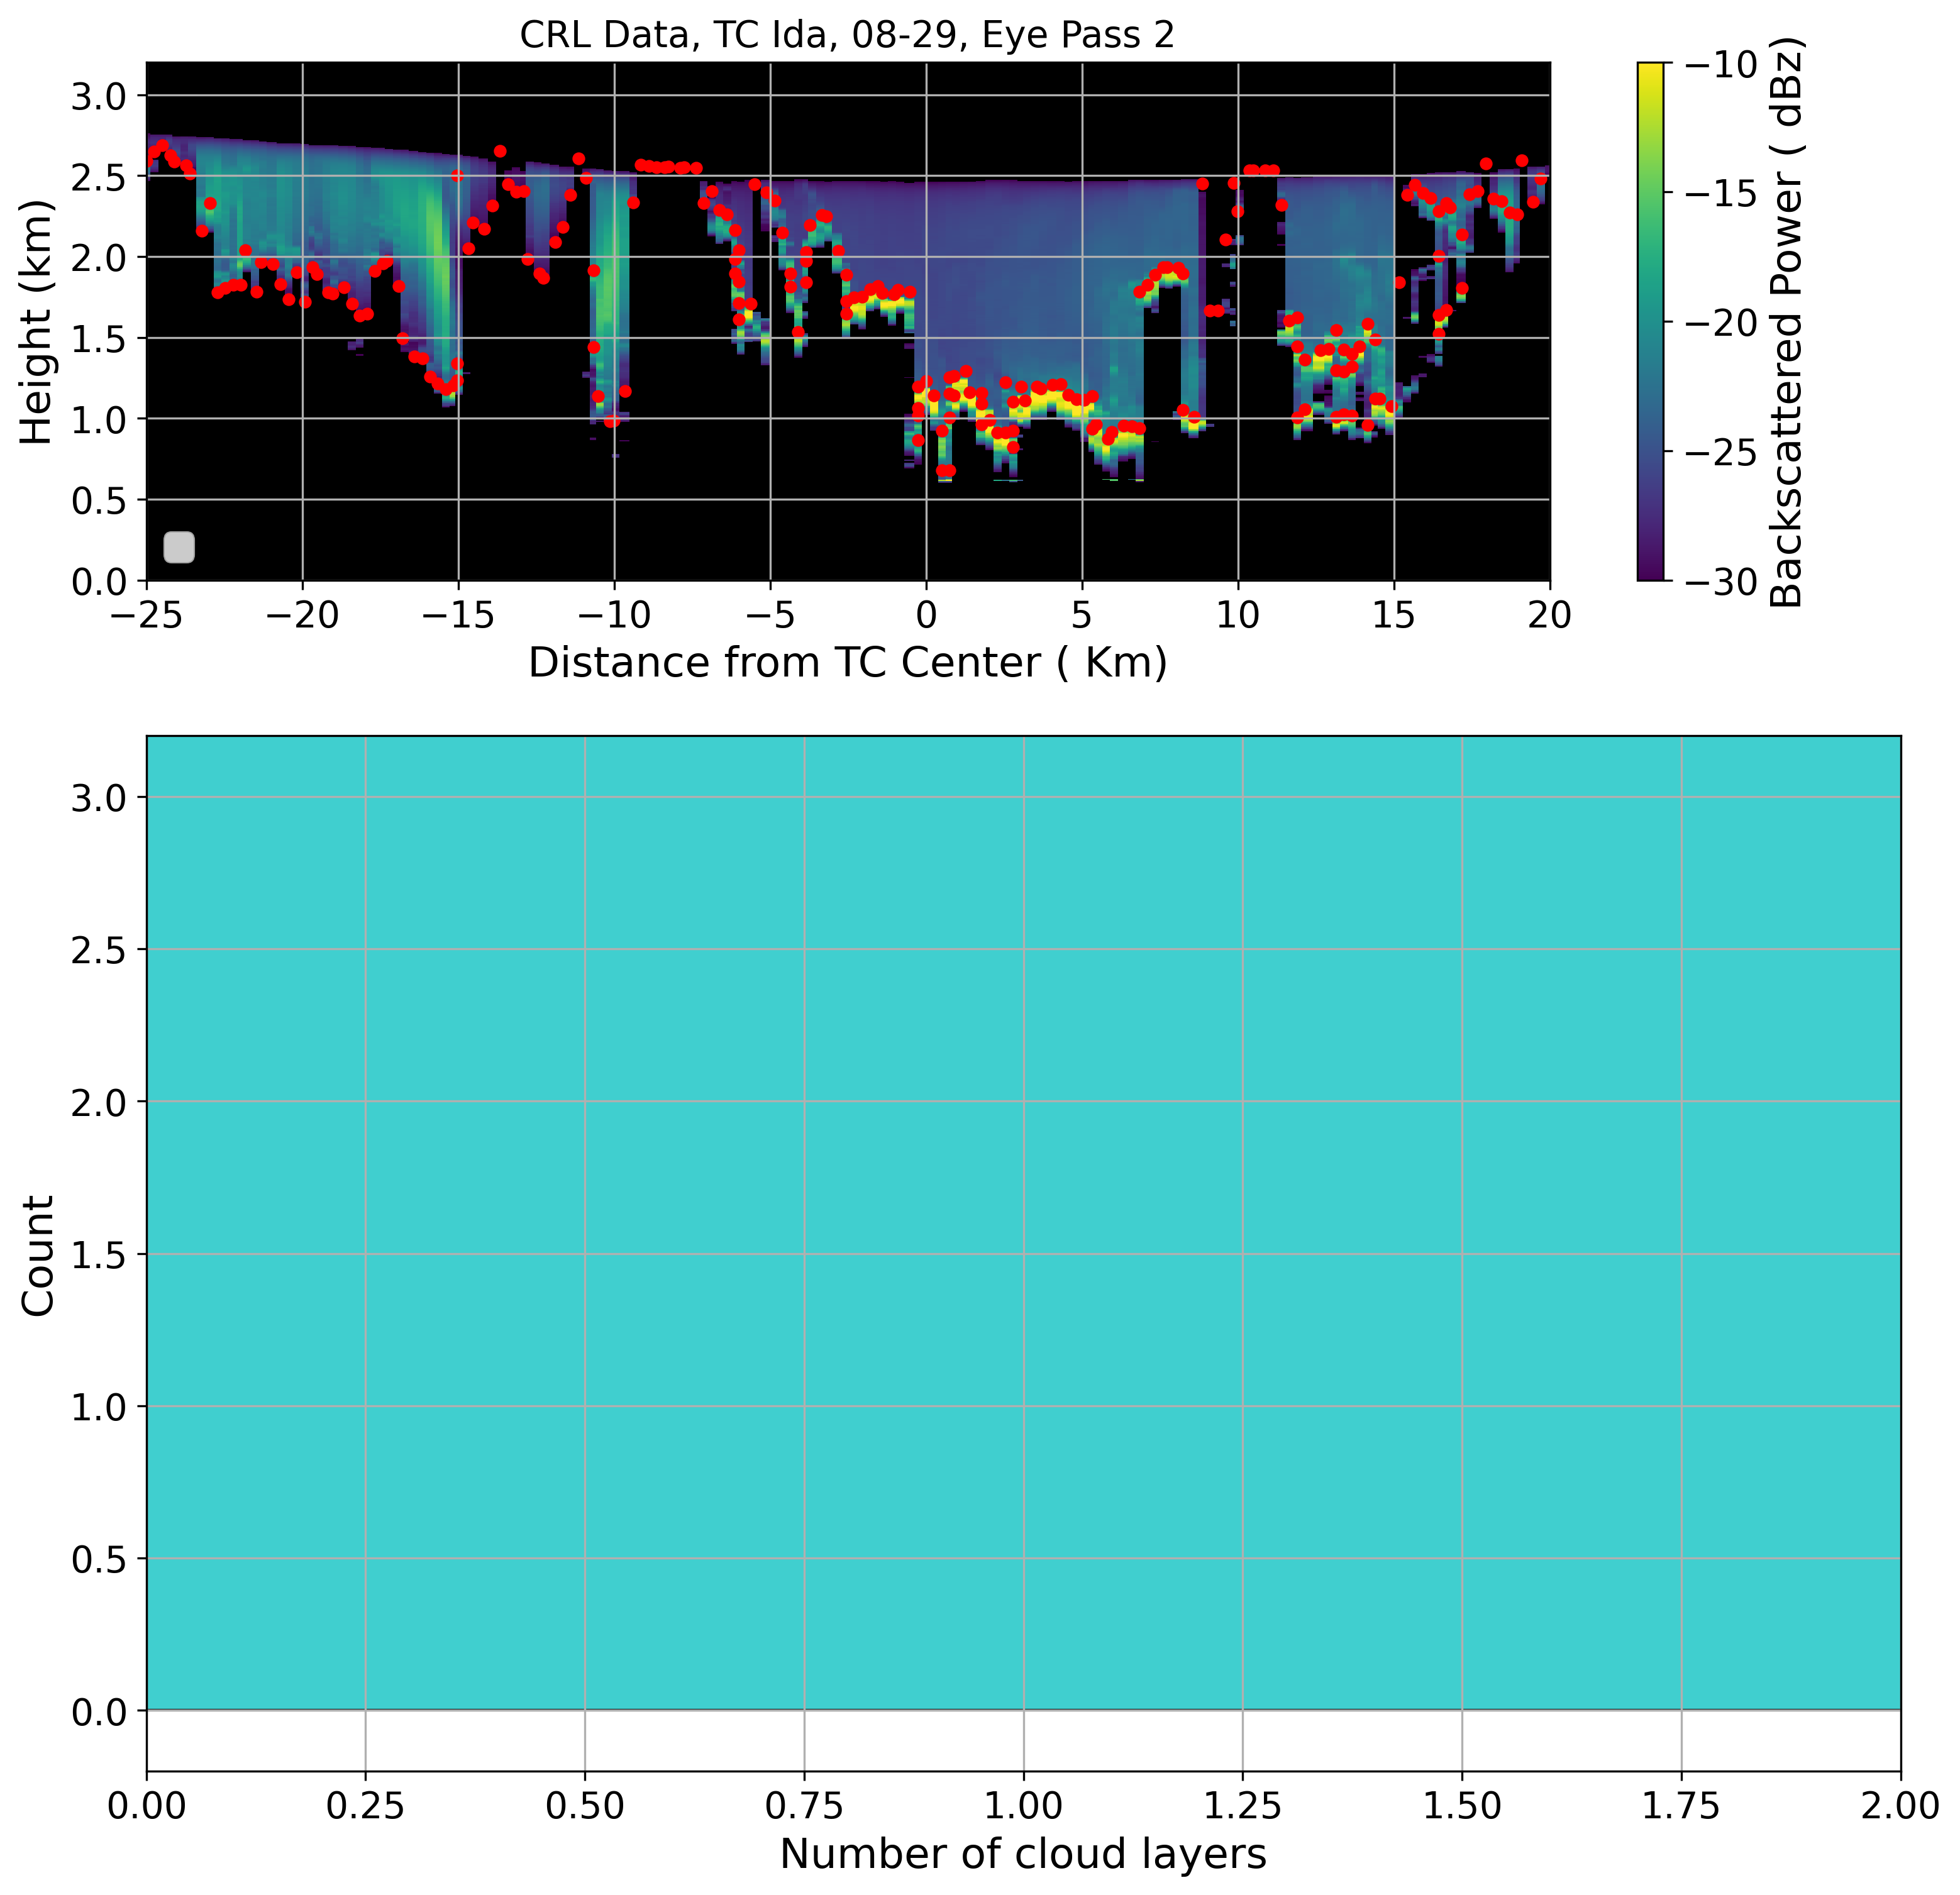 CRL Data, TC Ida, 08-29, Eye Pass 2
Height (km)
3.0
2.5
2.0
1.5
1.0
0.5
0.0
−25 −20 −15 −10 −5 0 5 10 15 20
Distance from TC Center ( Km)
−10
−15
−20
−25
−30
Backscattered Power ( dBz)
Count
3.0
2.5
2.0
1.5
1.0
0.5
0.0
0.00 0.25 0.50 0.75 1.00 1.25 1.50 1.75 2.00
Number of cloud layers